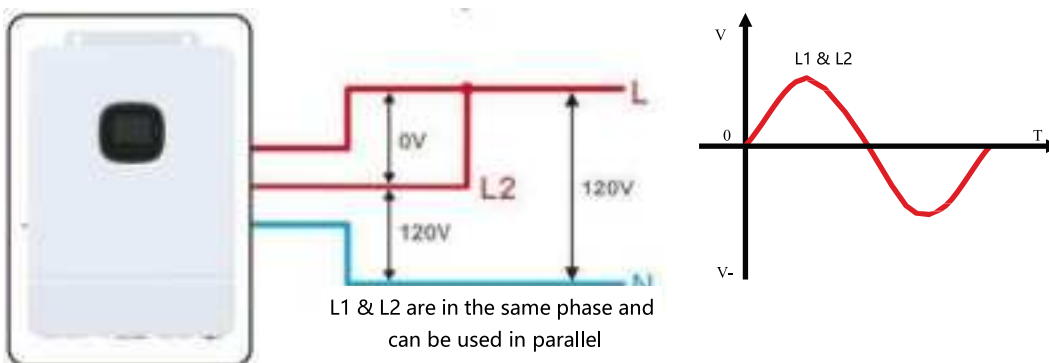 L
0V
L2
120V
120V
N
L1 & L2 are in the same phase and
can be used in parallel
V
L1 & L2
0
T
V-